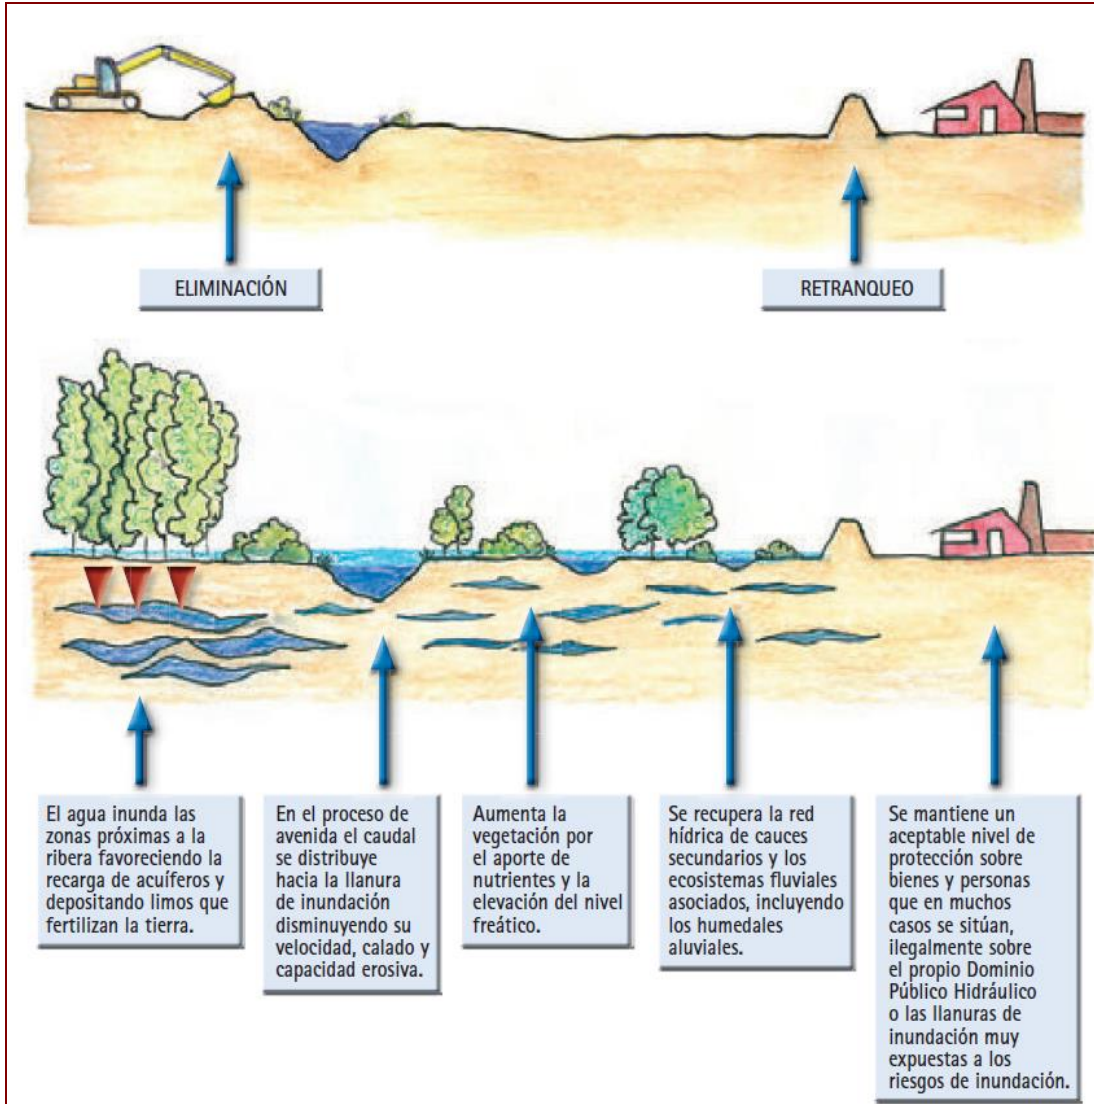 ELIMINACIÓN
RETRANQUEO
El agua inunda las
zonas próximas a la
ribera favoreciendo la
recarga de acuíferos y
depositando limos que
fertilizan la tierra.
En el proceso de
avenida el caudal
se distribuye
hacia la llanura
de inundación
disminuyendo su
velocidad, calado y
capacidad erosiva.
Aumenta la
vegetación por
el aporte de
nutrientes y la
elevación del nivel
freático.
Se recupera la red
hídrica de cauces
secundarios y los
ecosistemas fluviales
asociados, incluyendo
los humedales
aluviales.
Se mantiene un
aceptable nivel de
protección sobre
bienes y personas
que en muchos
casos se sitúan,
ilegalmente sobre
el propio Dominio
Público Hidráulico
o las llanuras de
inundación muy
expuestas a los
riesgos de inundación.